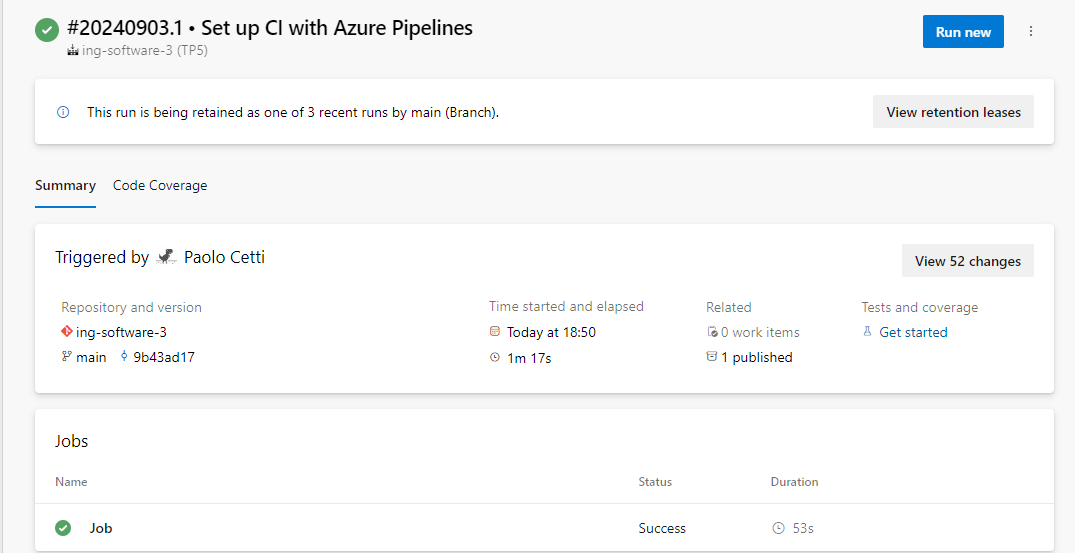 #20240903.1 • Set up CI with Azure Pipelines
Run new
ing-software-3 (TP5)
This run is being retained as one of 3 recent runs by main (Branch).
View retention leases
Summary
Code Coverage
Triggered by Paolo Cetti
View 52 changes
Repository and version
Time started and elapsed
Related
Tests and coverage
ing-software-3
Today at 18:50
0 work items
Get started
main 9b43ad17
1m 17s
1 published
Jobs
Name
Status
Duration
Job
Success
53s